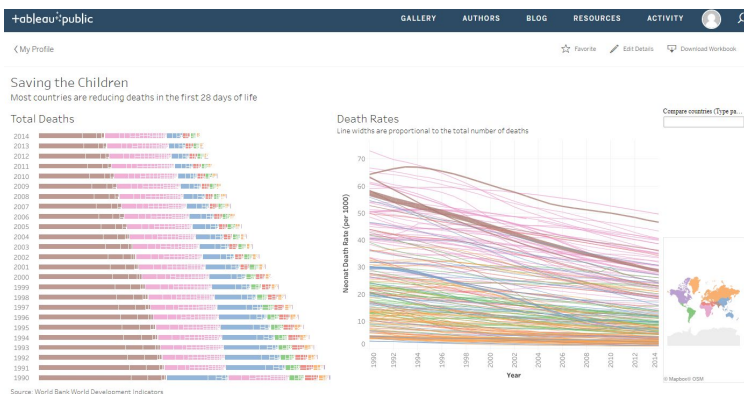 +ableau public
GALLERY AUTHORS BLOG RESOURCES ACTIVITY
My Profile
Favorite Edit Details Download Workbook
Saving the Children
Most countries are reducing deaths in the first 28 days of life
Total Deaths
2014
2013
2012
2011
2010
2009
2008
2007
2006
2005
2004
2003
2002
2001
1999
1998
1997
1995
1994
1992
1991
1990
Source: World Bank World Development Indicators
Death Rates
Line widths are proportional to the total number of deaths
70
60
50
40
30
20
10
0
Neonat Death Rate (per 1000)
1990 1992 1994 1996 1998 2000 2002 2004 2006 2008 2010 2012 2014
Year
Compare countries (Type pa...
© Mapbox © OSM